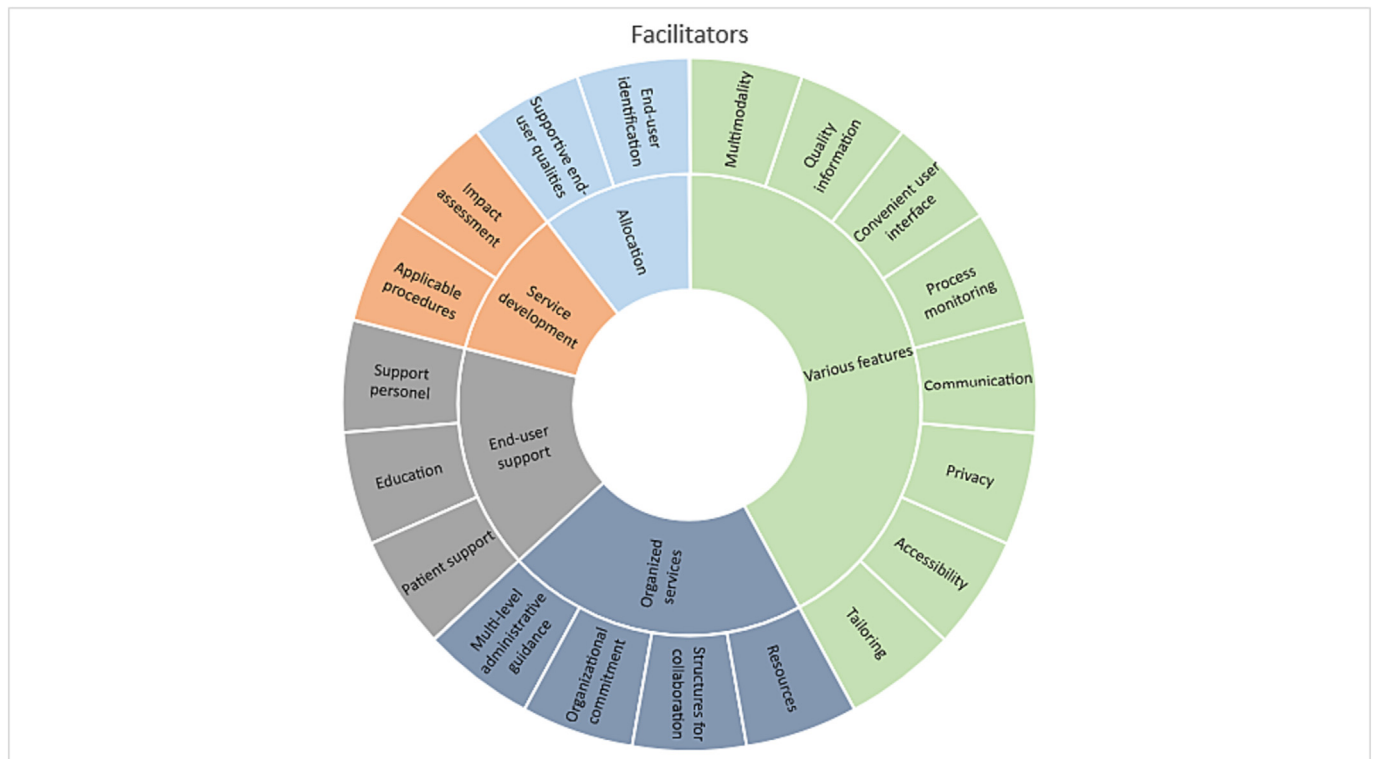 Facilitators
Multimodality
Quality
information
Convenient user
interface
Process
monitoring
Communication
Privacy
Accessibility
Tailoring
Various features
Resources
Structures for
collaboration
Organizational
commitment
Multi-level
administrative
guidance
Organized
services
Patient support
Education
Support
personel
End-user
support
Applicable
procedures
Impact
assessment
Service
development
Supportive end-
user qualities
End-user
identification
Allocation